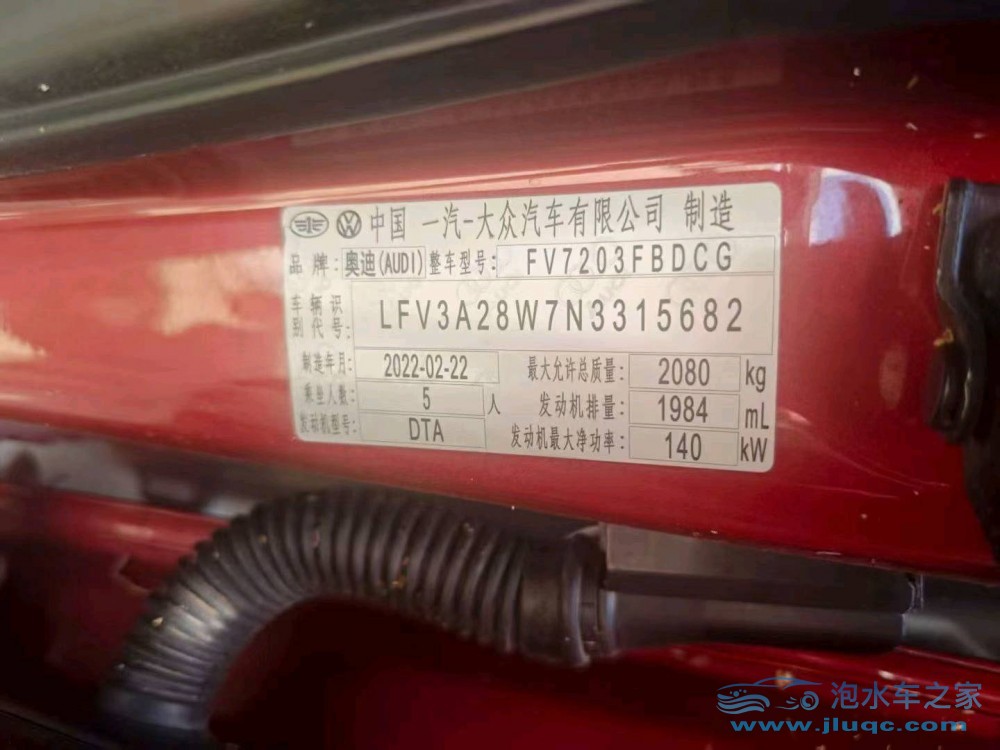 中国 一汽-大众汽车有限公司 制造
品牌: 奥迪(AUDI) 整车型号: FV7203FBDCG
车辆识别代号: LFV3A28W7N3315682
制造年月: 2022-02-22 最大允许总质量: 2080 kg
乘坐人数: 5 人 发动机排量: 1984 mL
发动机型号: DTA 发动机最大净功率: 140 kW
泡水车之家
www.jluqc.com